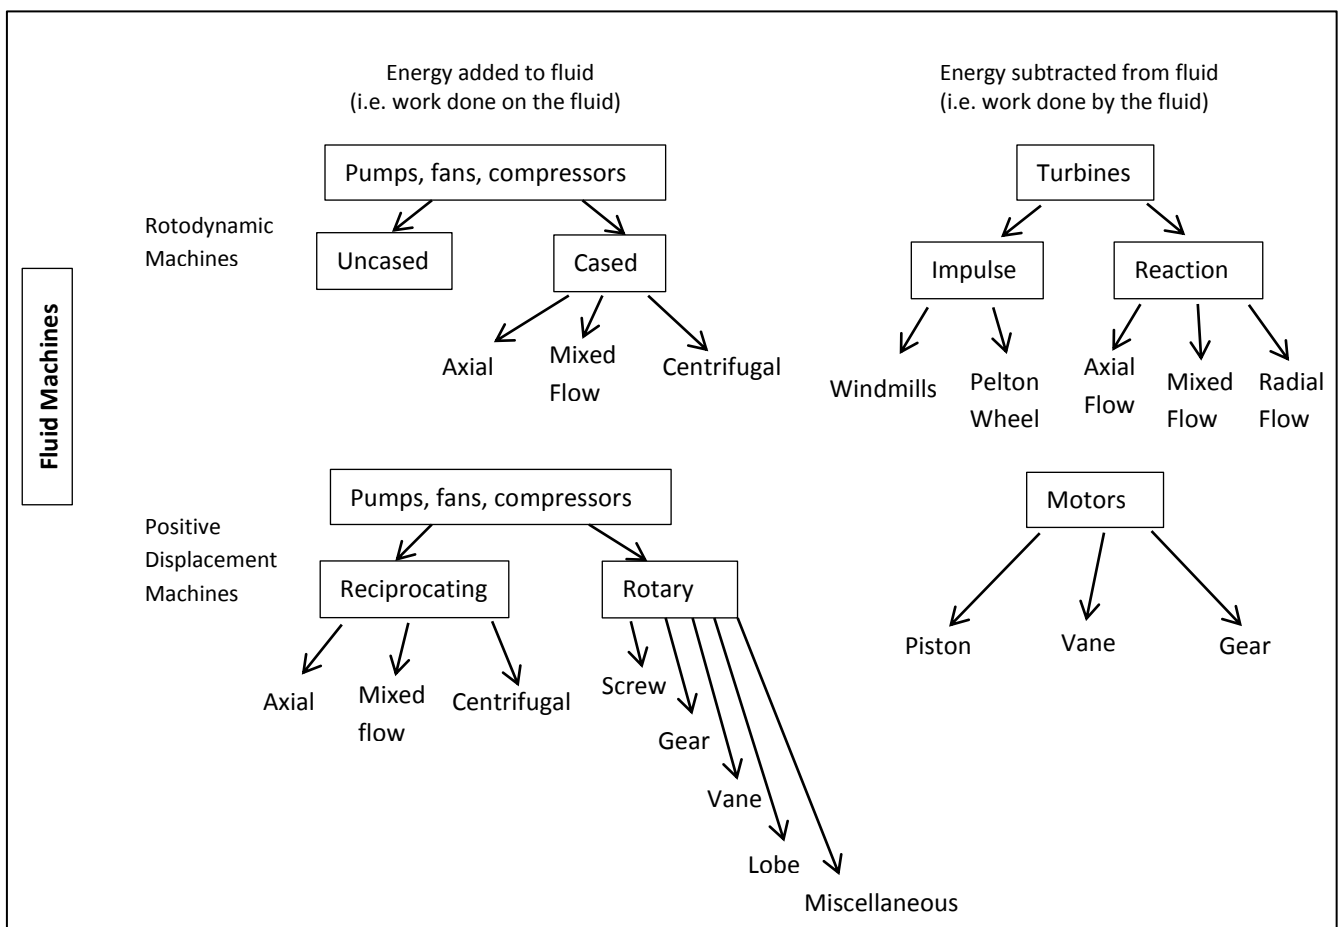 Energy added to fluid
(i.e. work done on the fluid)
Energy subtracted from fluid
(i.e. work done by the fluid)
Pumps, fans, compressors
Turbines
Rotodynamic
Machines
Uncased
Cased
Impulse
Reaction
Axial
Mixed
Flow
Centrifugal
Windmills
Pelton
Wheel
Axial
Flow
Mixed
Flow
Radial
Flow
Fluid Machines
Pumps, fans, compressors
Motors
Positive
Displacement
Machines
Reciprocating
Rotary
Piston
Vane
Gear
Axial
Mixed
flow
Centrifugal
Screw
Gear
Vane
Lobe
Miscellaneous